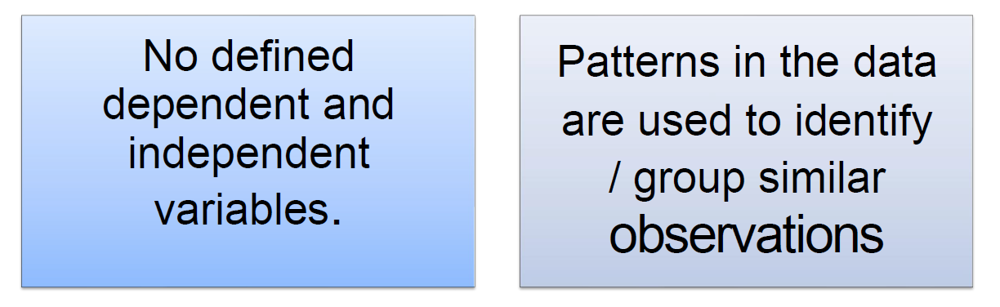 No defined
dependent and
independent
variables.
Patterns in the data
are used to identify
/ group similar
observations